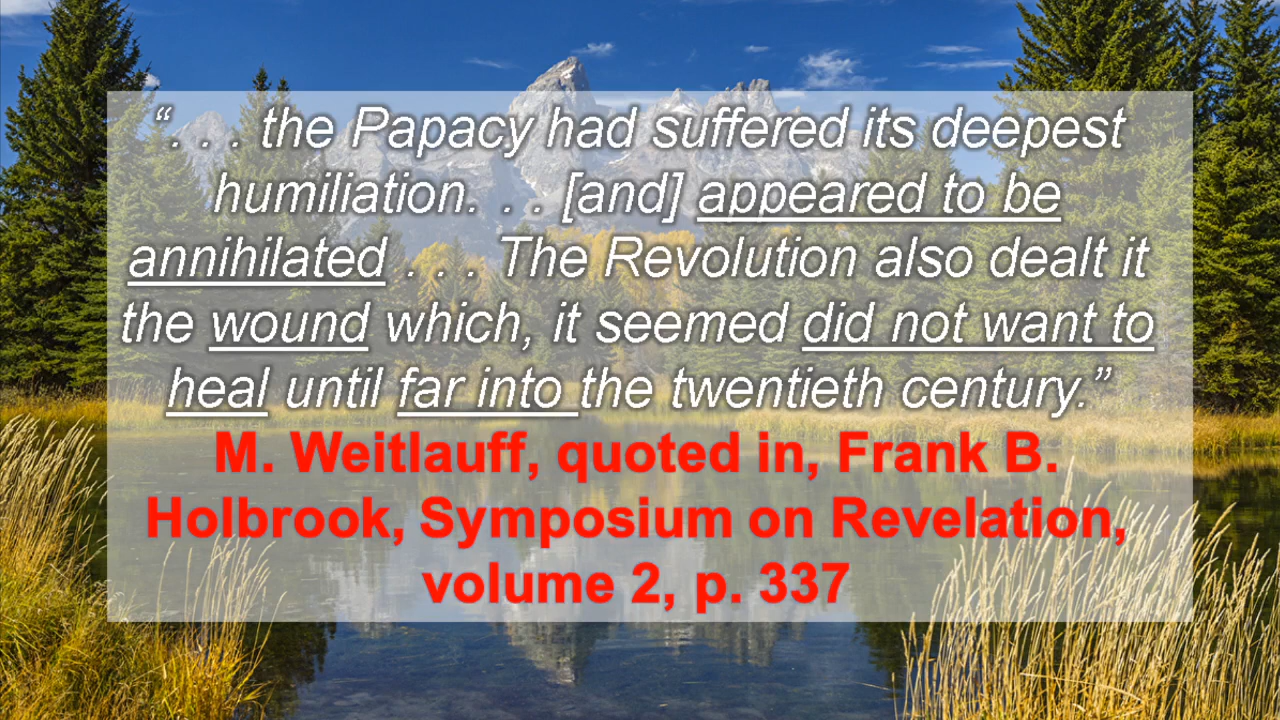 “. . . the Papacy had suffered its deepest
humiliation. . . [and] appeared to be
annihilated . . . The Revolution also dealt it
the wound which, it seemed did not want to
heal until far into the twentieth century.”
M. Weitlauff, quoted in, Frank B.
Holbrook, Symposium on Revelation,
volume 2, p. 337